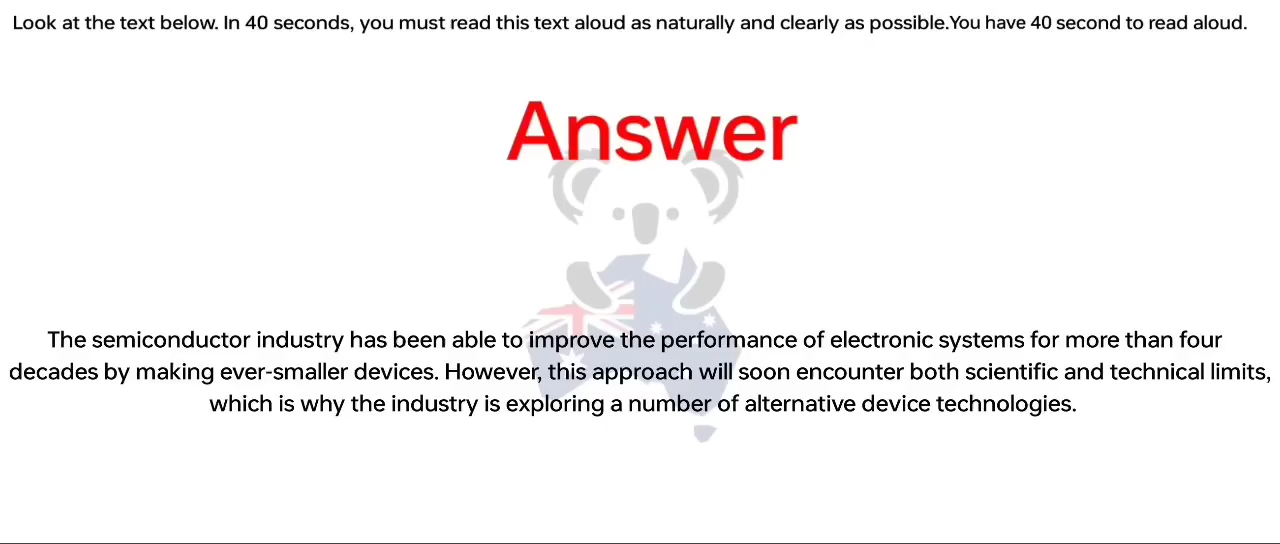 Look at the text below. In 40 seconds, you must read this text aloud as naturally and clearly as possible.You have 40 second to read aloud.
Answer
The semiconductor industry has been able to improve the performance of electronic systems for more than four
decades by making ever-smaller devices. However, this approach will soon encounter both scientific and technical limits,
which is why the industry is exploring a number of alternative device technologies.